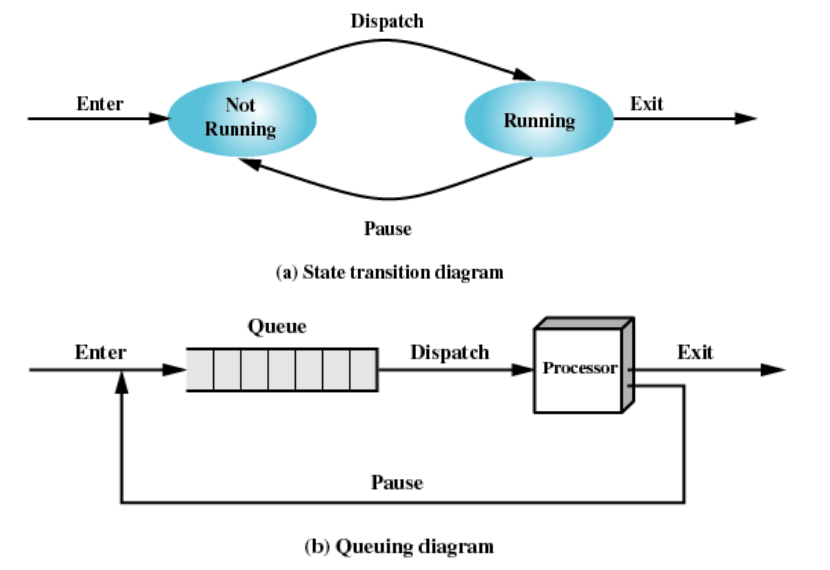 Dispatch
Enter
Not
Running
Running
Exit
Pause
(a) State transition diagram
Queue
Enter
Dispatch
Processor
Exit
Pause
(b) Queuing diagram